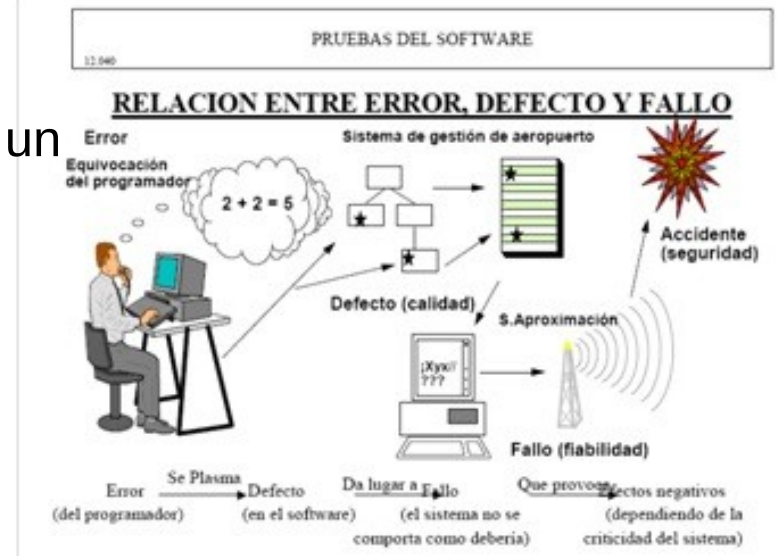 PRUEBAS DEL SOFTWARE
12.040
RELACION ENTRE ERROR, DEFECTO Y FALLO
un
Error
Equivocación
del programador
2 + 2 = 5
Sistema de gestión de aeropuerto
Accidente
(seguridad)
Defecto (calidad)
S.Aproximación
¡Xyx//
???
Fallo (fiabilidad)
Error Se Plasma Defecto Da lugar a Fallo Que provoca Efectos negativos
(del programador) (en el software) (el sistema no se (dependiendo de la
comporta como debería) criticidad del sistema)